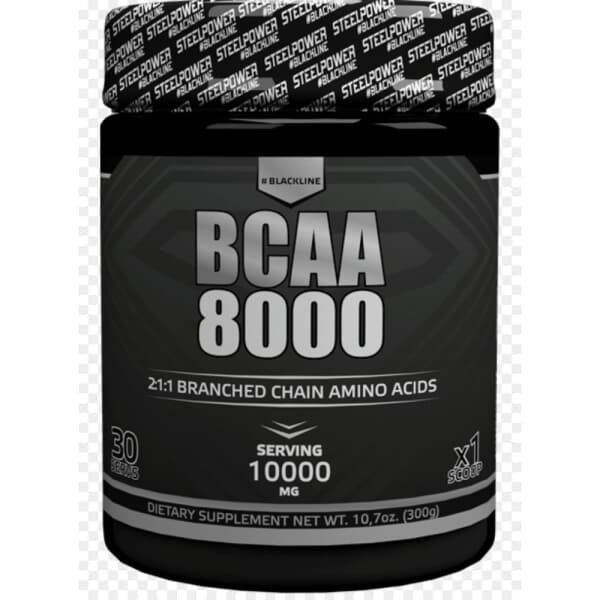 STEELPOWER
#BLACKLINE
# BLACKLINE
BCAA
8000
2:1:1 BRANCHED CHAIN AMINO ACIDS
30
SERVS
SERVING
10000
MG
x1
SCOOP
DIETARY SUPPLEMENT NET WT. 10,7oz. (300g)